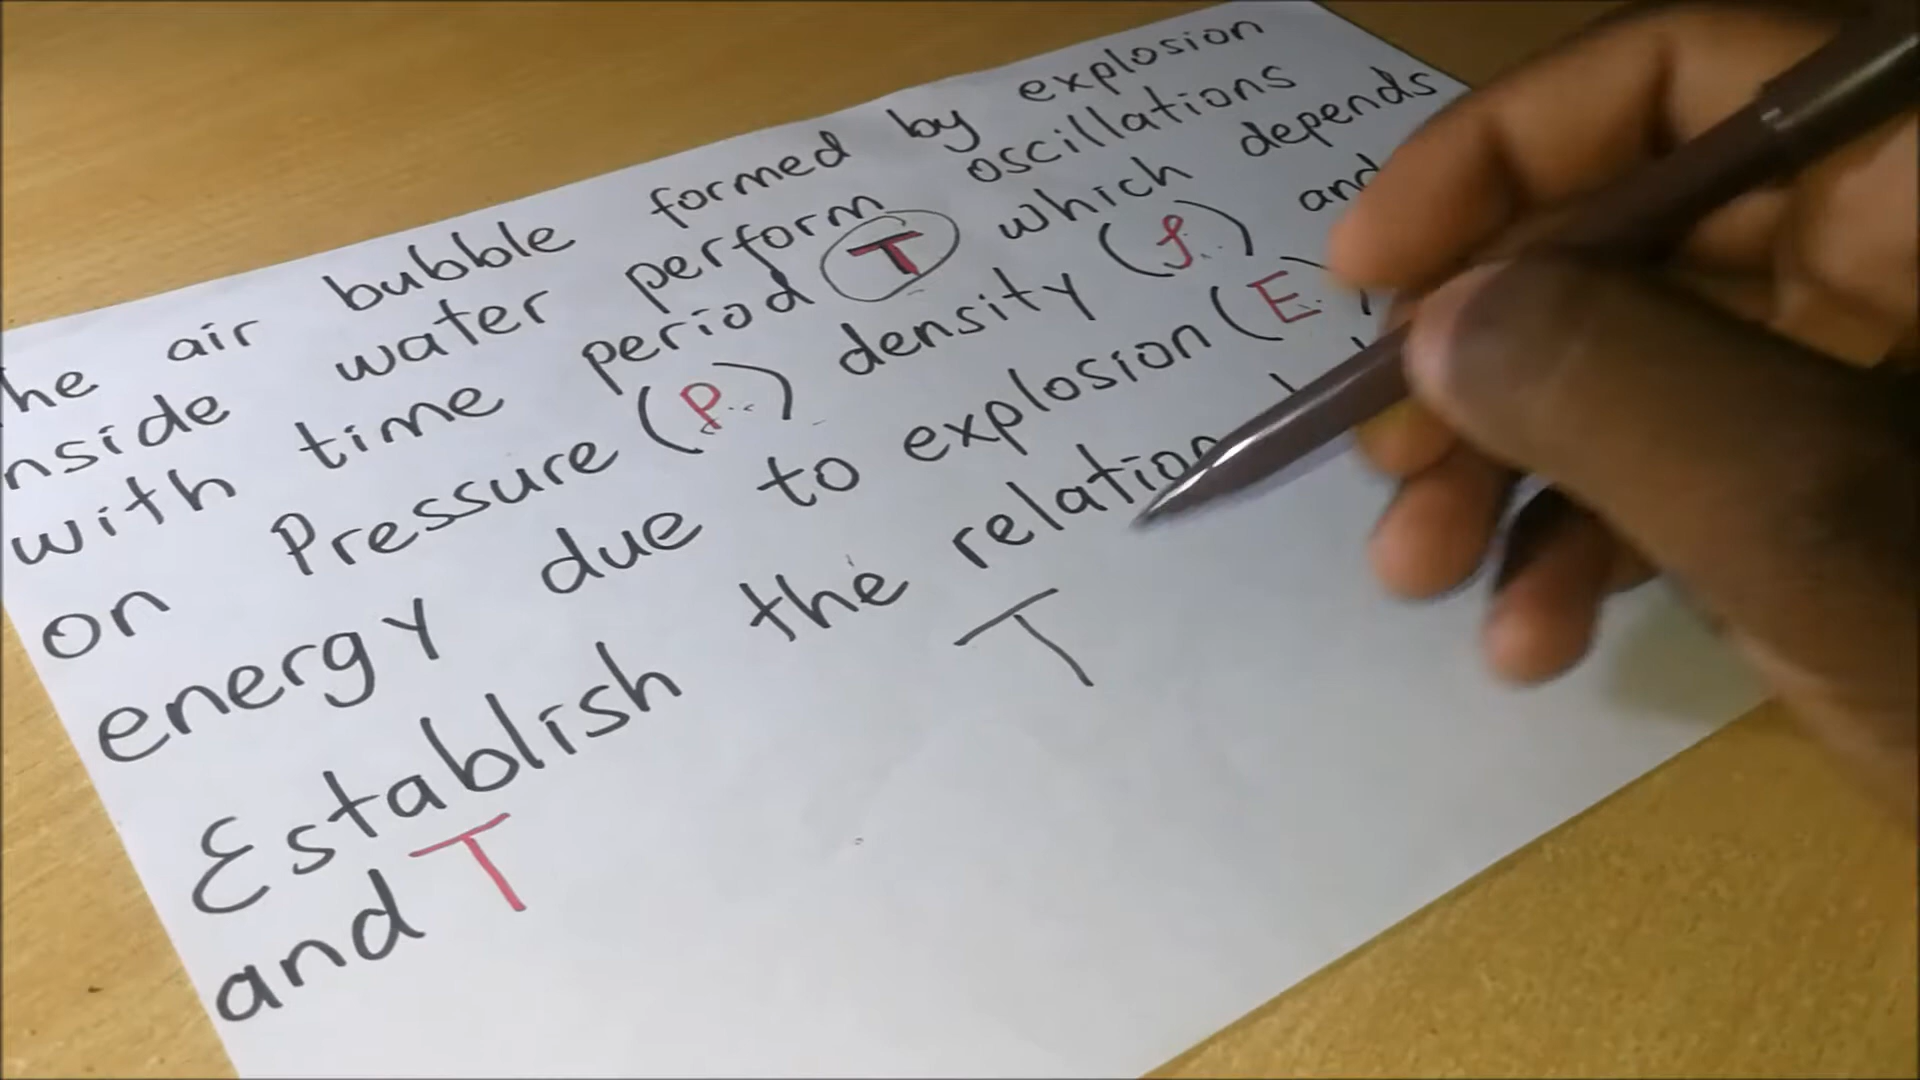 he air bubble formed by explosion
nside water perform oscillations
with time period T which depends
on Pressure (P) density (ρ) and
energy due to explosion (E)
Establish the relation
and T
T